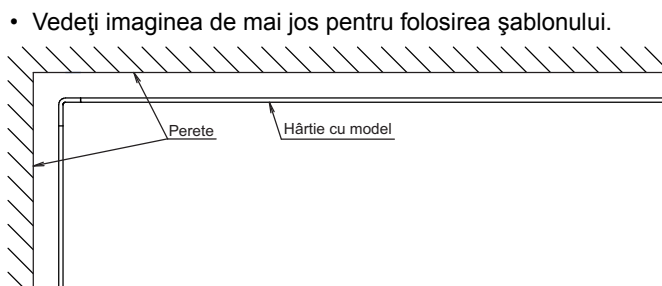 • Vedeţi imaginea de mai jos pentru folosirea şablonului.
Perete
Hârtie cu model